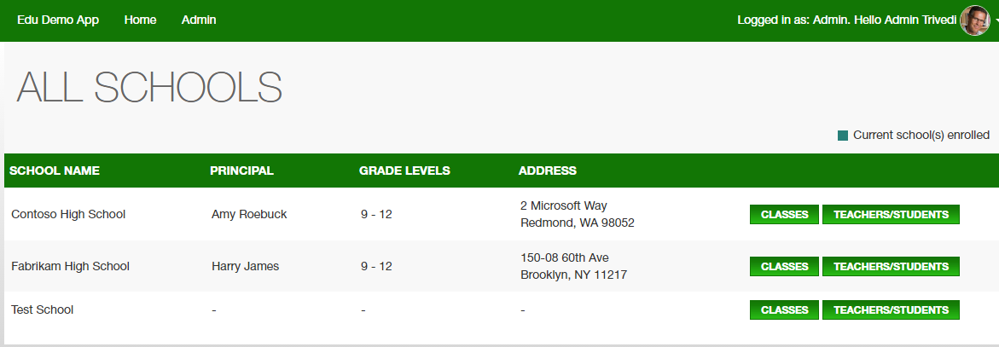 Edu Demo App Home Admin Logged in as: Admin. Hello Admin Trivedi
ALL SCHOOLS
Current school(s) enrolled
SCHOOL NAME PRINCIPAL GRADE LEVELS ADDRESS
Contoso High School Amy Roebuck 9 - 12 2 Microsoft Way
Redmond, WA 98052
CLASSES TEACHERS/STUDENTS
Fabrikam High School Harry James 9 - 12 150-08 60th Ave
Brooklyn, NY 11217
CLASSES TEACHERS/STUDENTS
Test School - - - CLASSES TEACHERS/STUDENTS